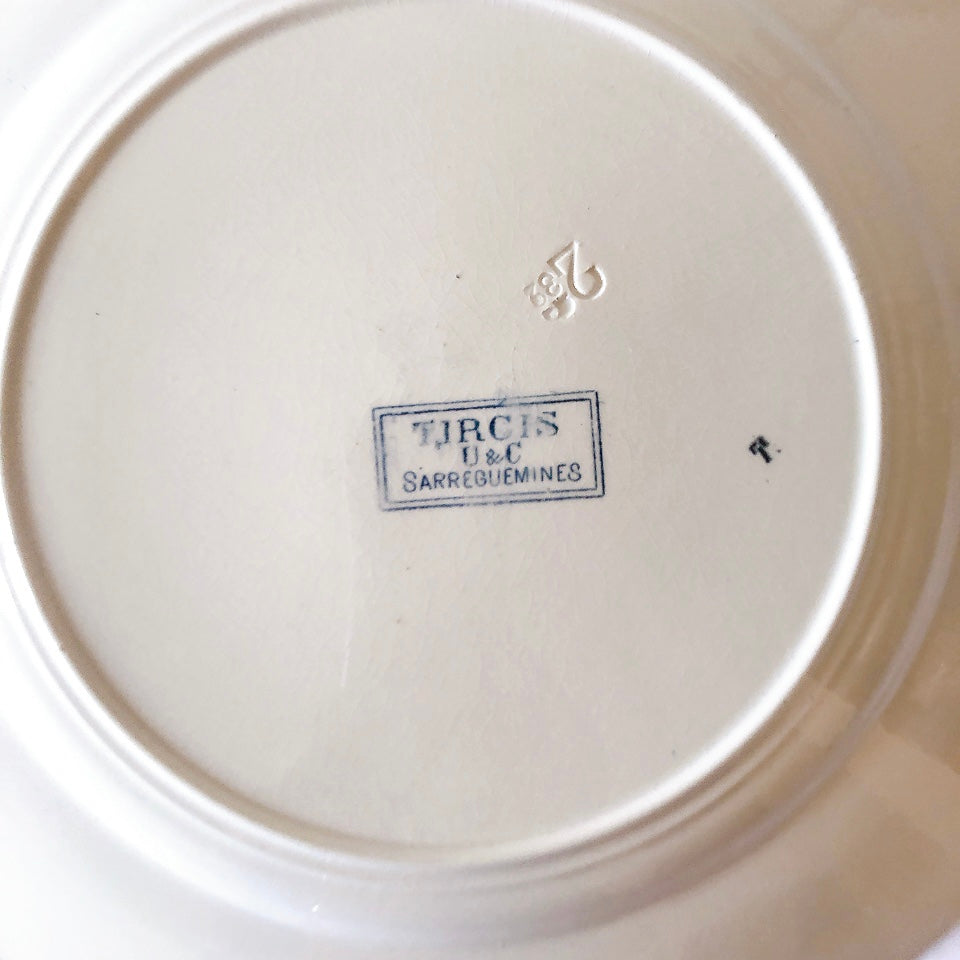 TIRCIS
U & C
SARREGUEMINES